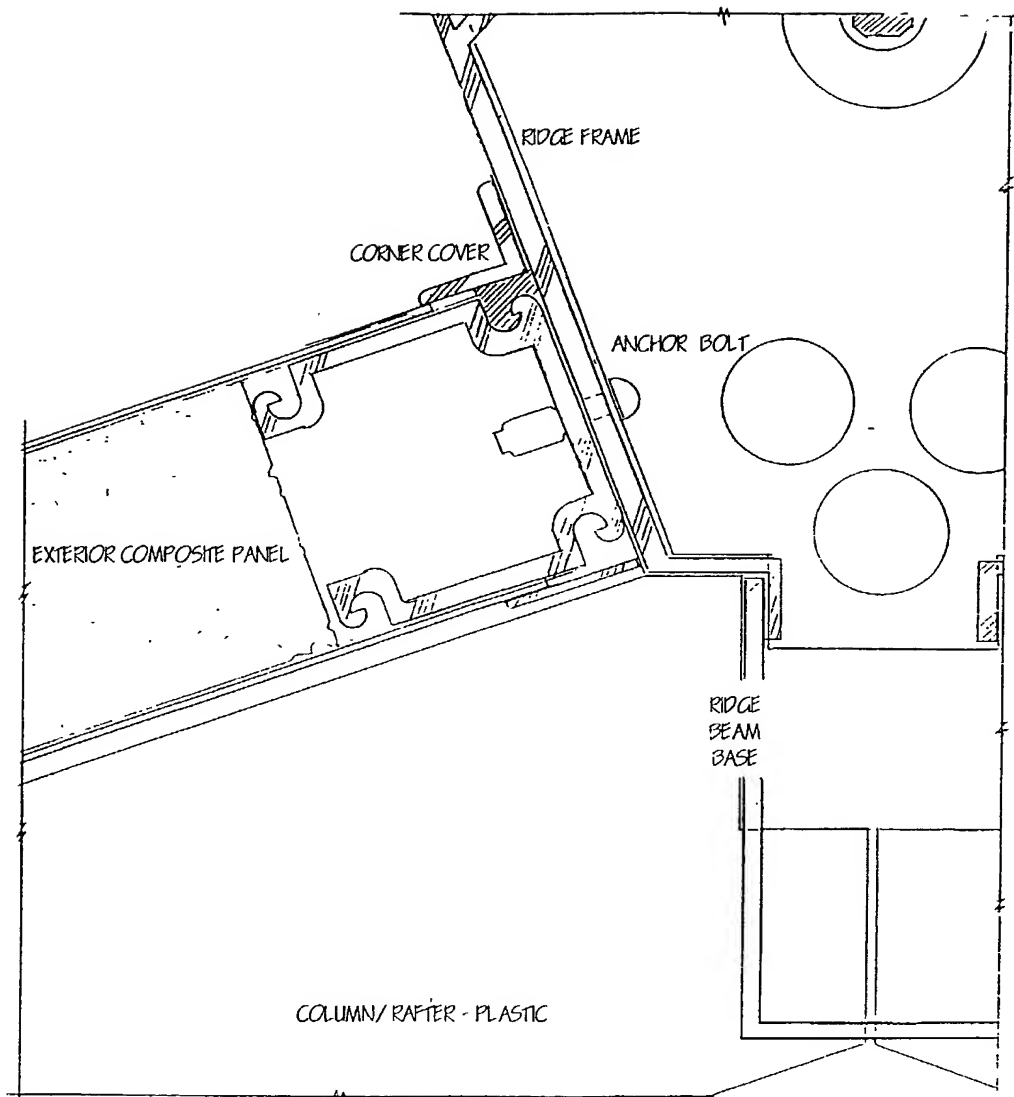 RIDGE FRAME
CORNER COVER
ANCHOR BOLT
EXTERIOR COMPOSITE PANEL
RIDGE
BEAM
BASE
COLUMN/ RAFTER - PLASTIC